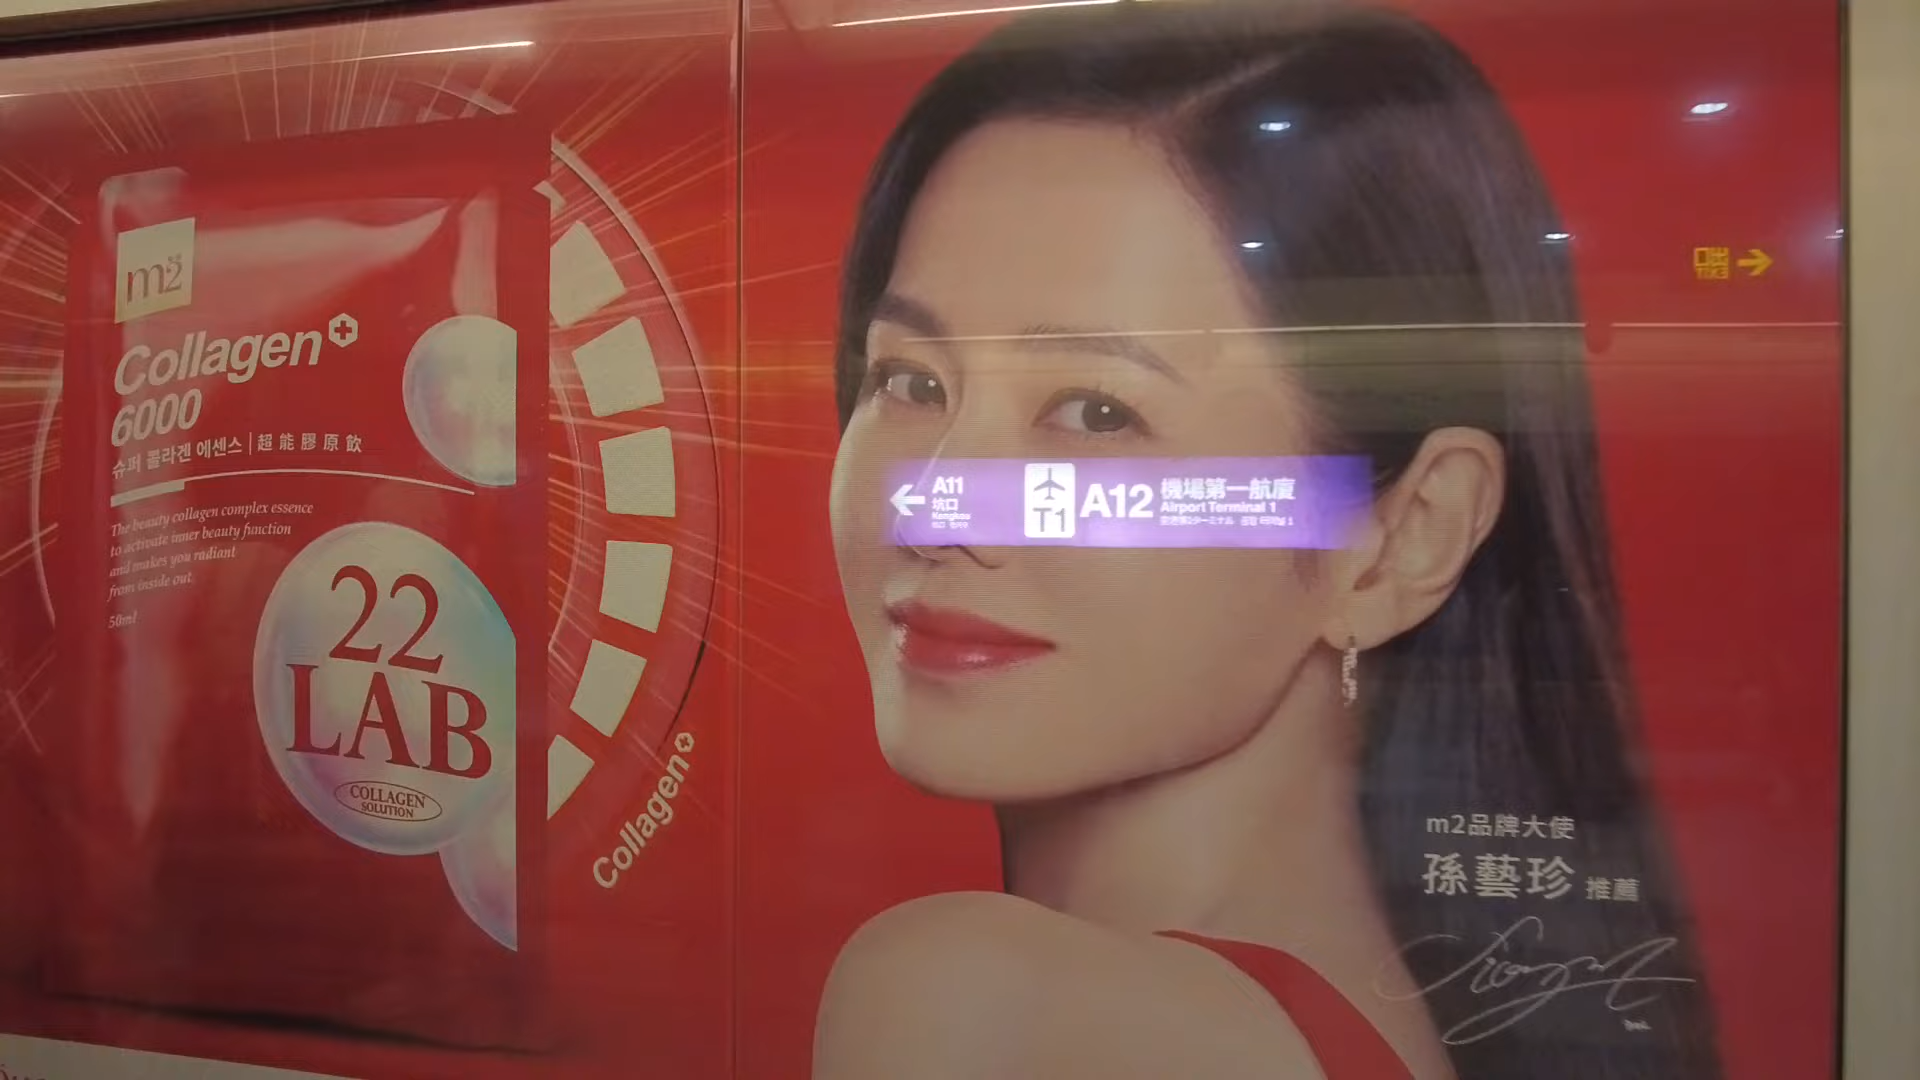 m2
Collagen
6000
슈퍼 콜라겐 에센스 | 超能膠原飲
The beauty collagen complex essence
to activate inner beauty function
and makes you radiant
from inside out.
50ml
22
LAB
COLLAGEN
SOLUTION
Collagen
A11
坑口
Kengkou
T1
A12
機場第一航廈
Airport Terminal 1
m2品牌大使
孫藝珍 推薦